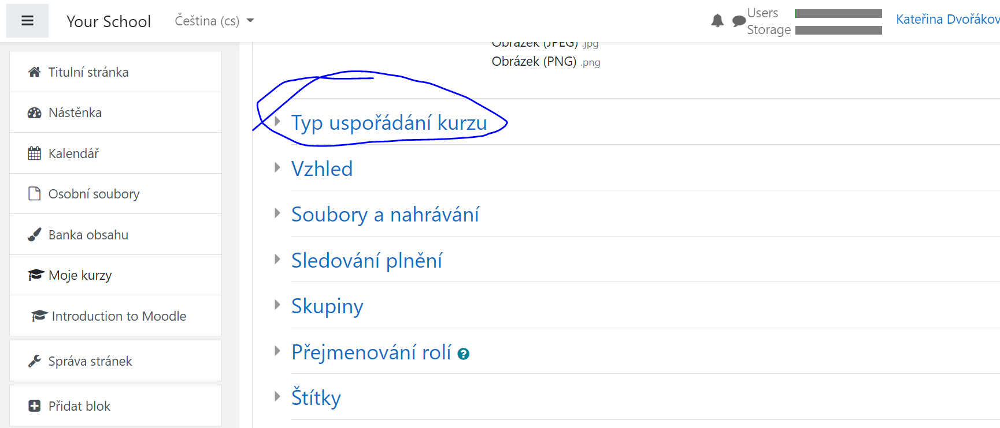 Your School
Čeština (cs)
Users
Storage
Obrázek (JPEG) .jpg
Obrázek (PNG) .png
Titulní stránka
Nástěnka
Kalendář
Osobní soubory
Banka obsahu
Moje kurzy
Introduction to Moodle
Správa stránek
Přidat blok
Typ uspořádání kurzu
Vzhled
Soubory a nahrávání
Sledování plnění
Skupiny
Přejmenování rolí
Štítky
Kateřina Dvořákov